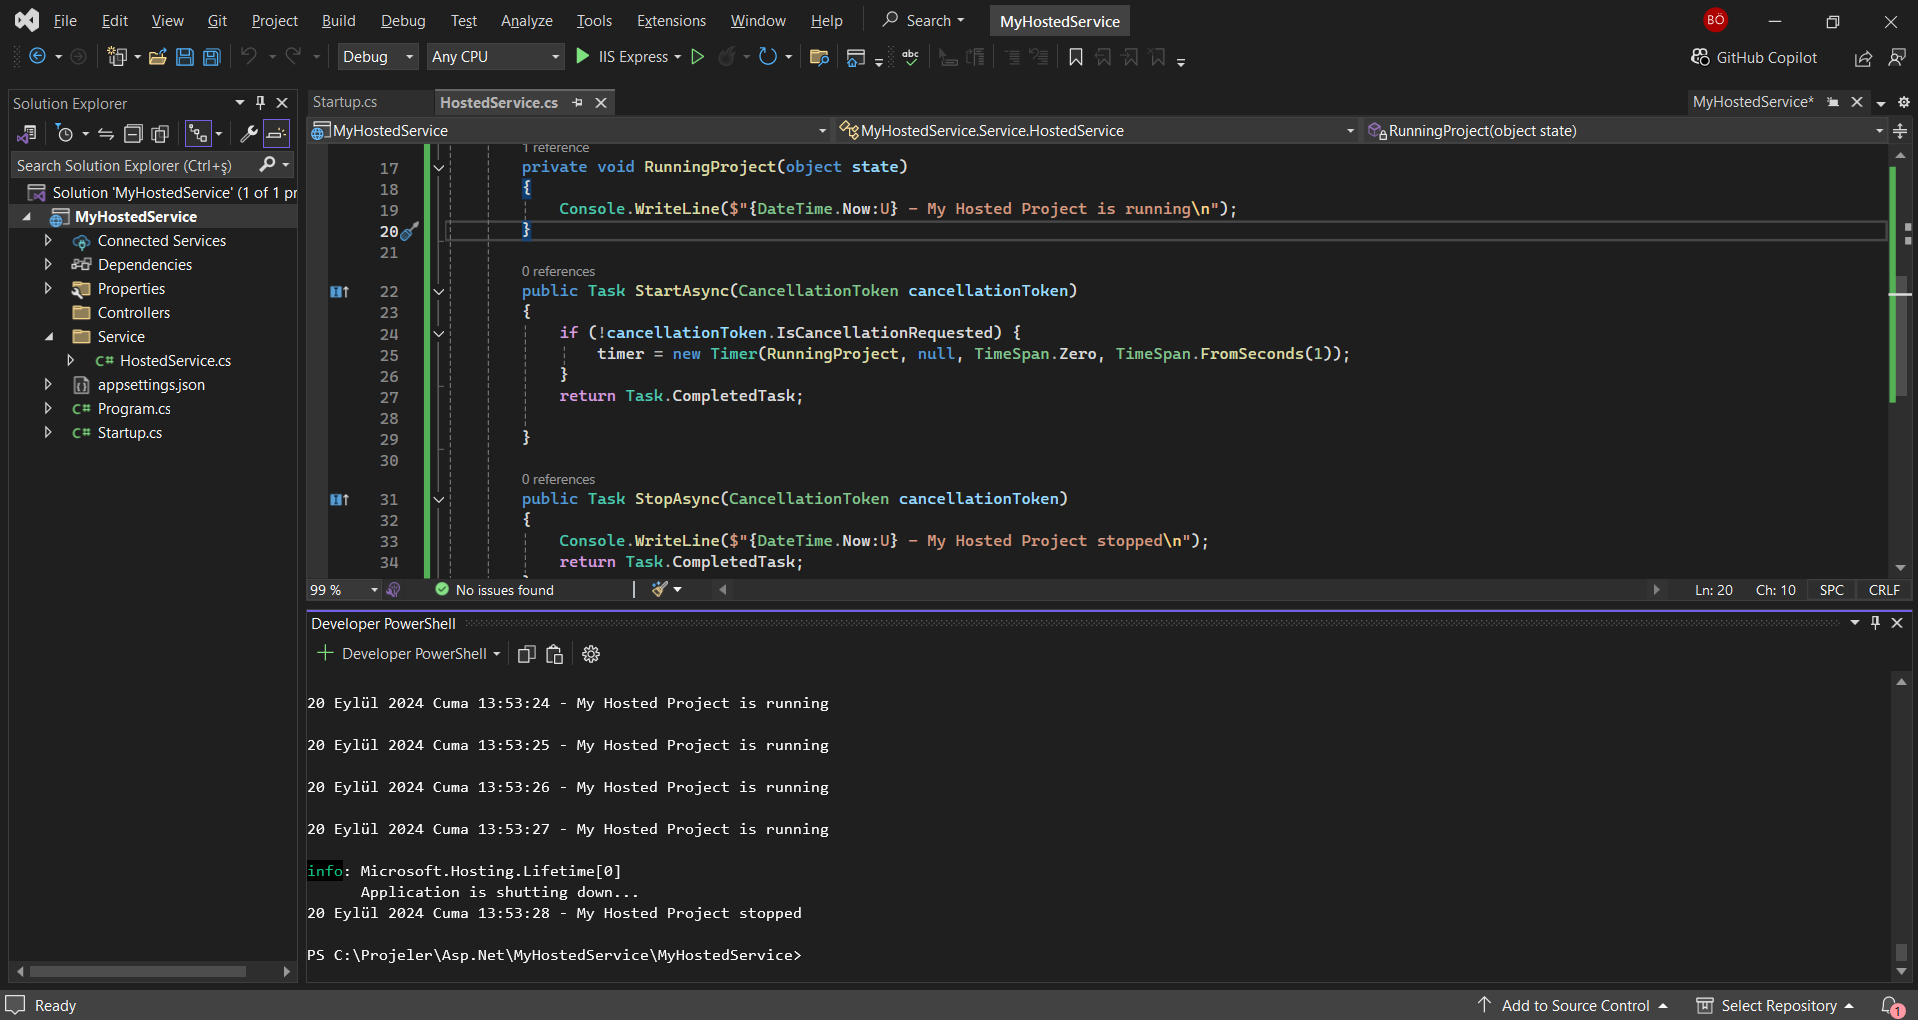 File Edit View Git Project Build Debug Test Analyze Tools Extensions Window Help Search MyHostedService BÖ
Debug Any CPU IIS Express abc GitHub Copilot
Solution Explorer
Search Solution Explorer (Ctrl+ş)
Solution 'MyHostedService' (1 of 1 pr
MyHostedService
Connected Services
Dependencies
Properties
Controllers
Service
C# HostedService.cs
appsettings.json
C# Program.cs
C# Startup.cs
Startup.cs HostedService.cs MyHostedService*
MyHostedService MyHostedService.Service.HostedService RunningProject(object state)
1 reference
17 private void RunningProject(object state)
18 {
19 Console.WriteLine($"{DateTime.Now:U} - My Hosted Project is running\n");
20 }
21
0 references
22 public Task StartAsync(CancellationToken cancellationToken)
23 {
24 if (!cancellationToken.IsCancellationRequested) {
25 timer = new Timer(RunningProject, null, TimeSpan.Zero, TimeSpan.FromSeconds(1));
26 }
27 return Task.CompletedTask;
28
29 }
30
0 references
31 public Task StopAsync(CancellationToken cancellationToken)
32 {
33 Console.WriteLine($"{DateTime.Now:U} - My Hosted Project stopped\n");
34 return Task.CompletedTask;
99 % No issues found Ln: 20 Ch: 10 SPC CRLF
Developer PowerShell
Developer PowerShell
20 Eylül 2024 Cuma 13:53:24 - My Hosted Project is running
20 Eylül 2024 Cuma 13:53:25 - My Hosted Project is running
20 Eylül 2024 Cuma 13:53:26 - My Hosted Project is running
20 Eylül 2024 Cuma 13:53:27 - My Hosted Project is running
info: Microsoft.Hosting.Lifetime[0]
Application is shutting down...
20 Eylül 2024 Cuma 13:53:28 - My Hosted Project stopped
PS C:\Projeler\Asp.Net\MyHostedService\MyHostedService>
Ready Add to Source Control Select Repository 1